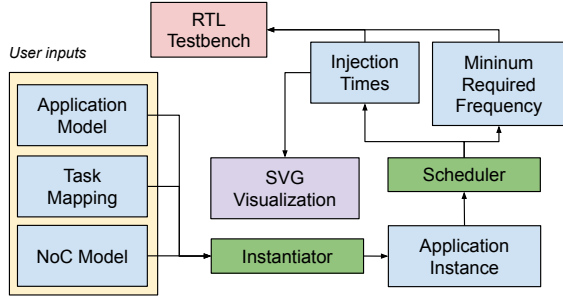 RTL
Testbench
User inputs
Injection
Times
Mininum
Required
Frequency
Application
Model
Task
Mapping
SVG
Visualization
Scheduler
NoC Model
Instantiator
Application
Instance